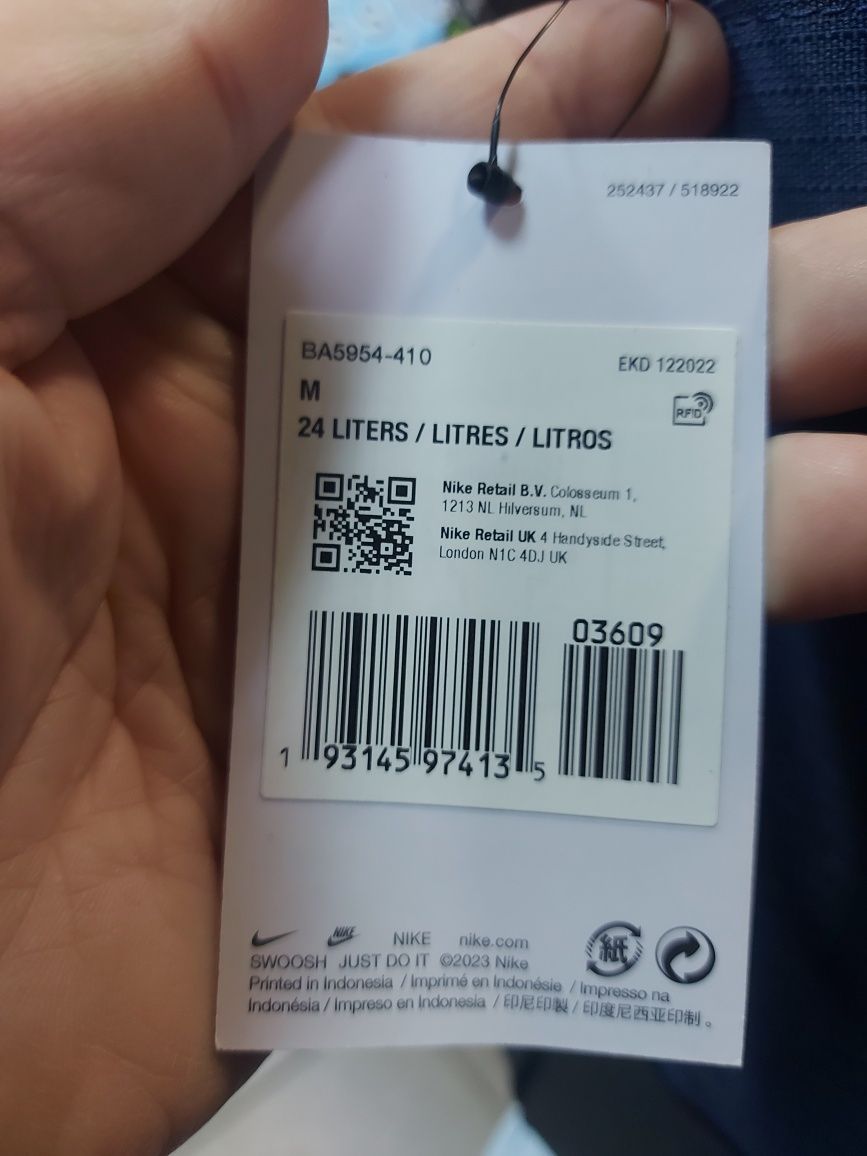 252437 / 518922
BA5954-410
EKD 122022
M
RFID
24 LITERS / LITRES / LITROS
Nike Retail B.V. Colosseum 1,
1213 NL Hilversum, NL
Nike Retail UK 4 Handyside Street,
London N1C 4DJ UK
03609
1 93145 97413 5
NIKE NIKE nike.com
紙
SWOOSH JUST DO IT ©2023 Nike
Printed in Indonesia / Imprimé en Indonésie / Impresso na
Indonésia / Impreso en Indonesia / 印尼印製 / 印度尼西亚印制。